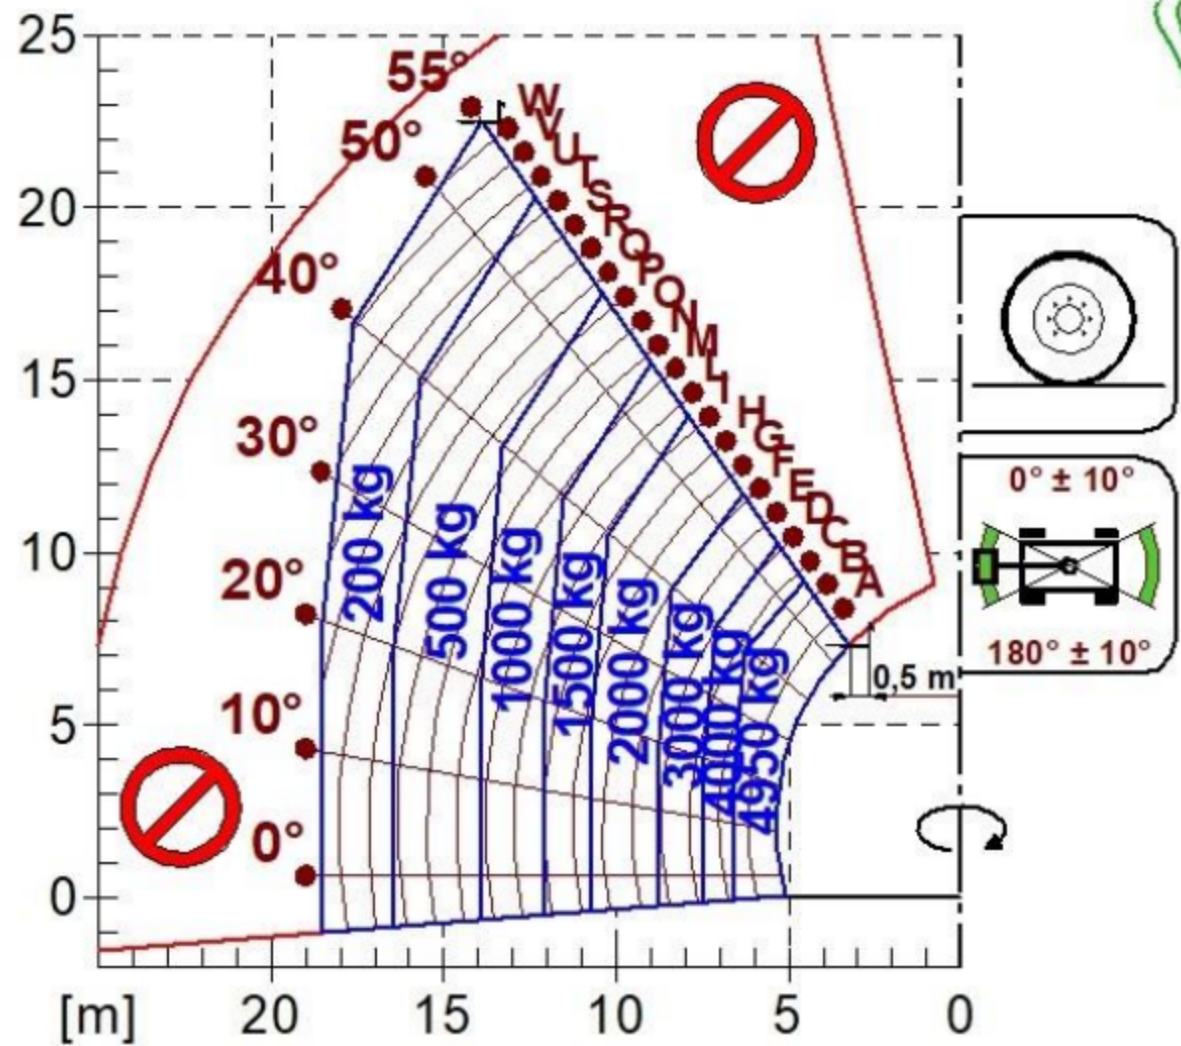 25
55°
W
V
U
T
S
R
Q
P
O
N
M
L
I
H
G
F
E
D
C
B
A
50°
20
40°
15
30°
200 kg
500 kg
1000 kg
1500 kg
2000 kg
3000 kg
4000 kg
4950 kg
0° ± 10°
180° ± 10°
10
20°
0,5 m
5
10°
0°
0
[m]
20
15
10
5
0